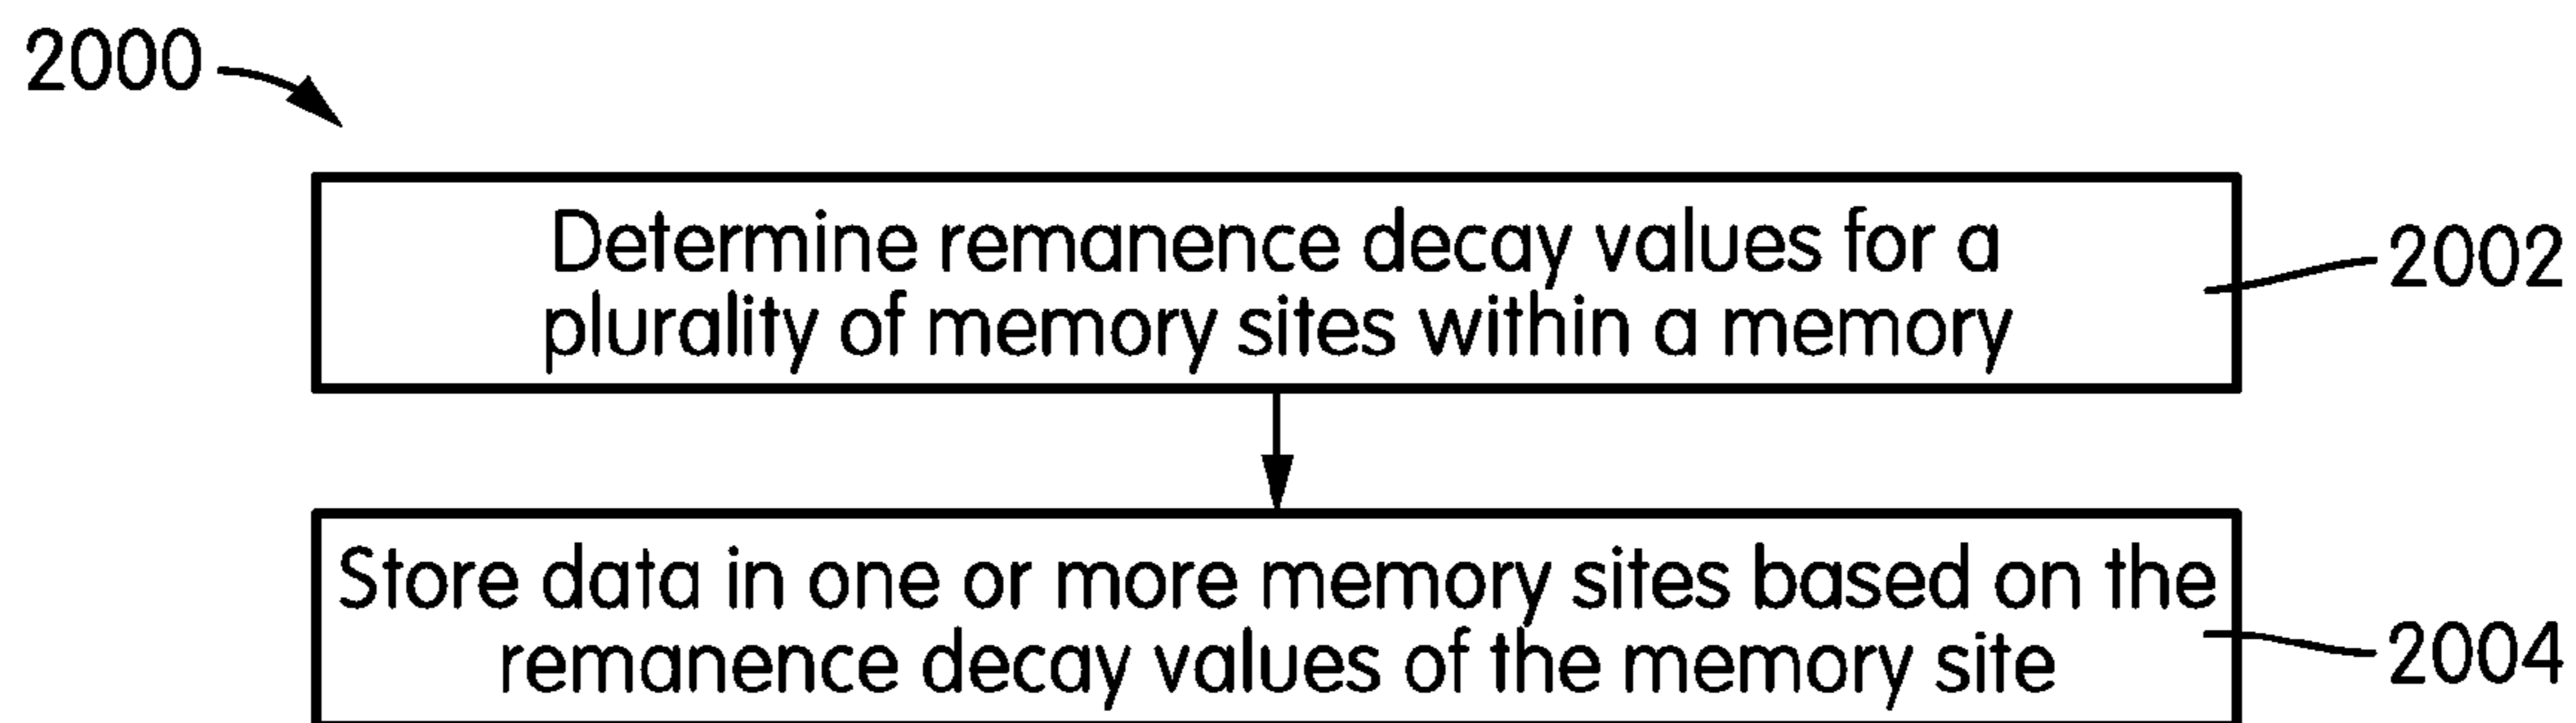 2000
Determine remanence decay values for a
plurality of memory sites within a memory
2002
Store data in one or more memory sites based on the
remanence decay values of the memory site
2004